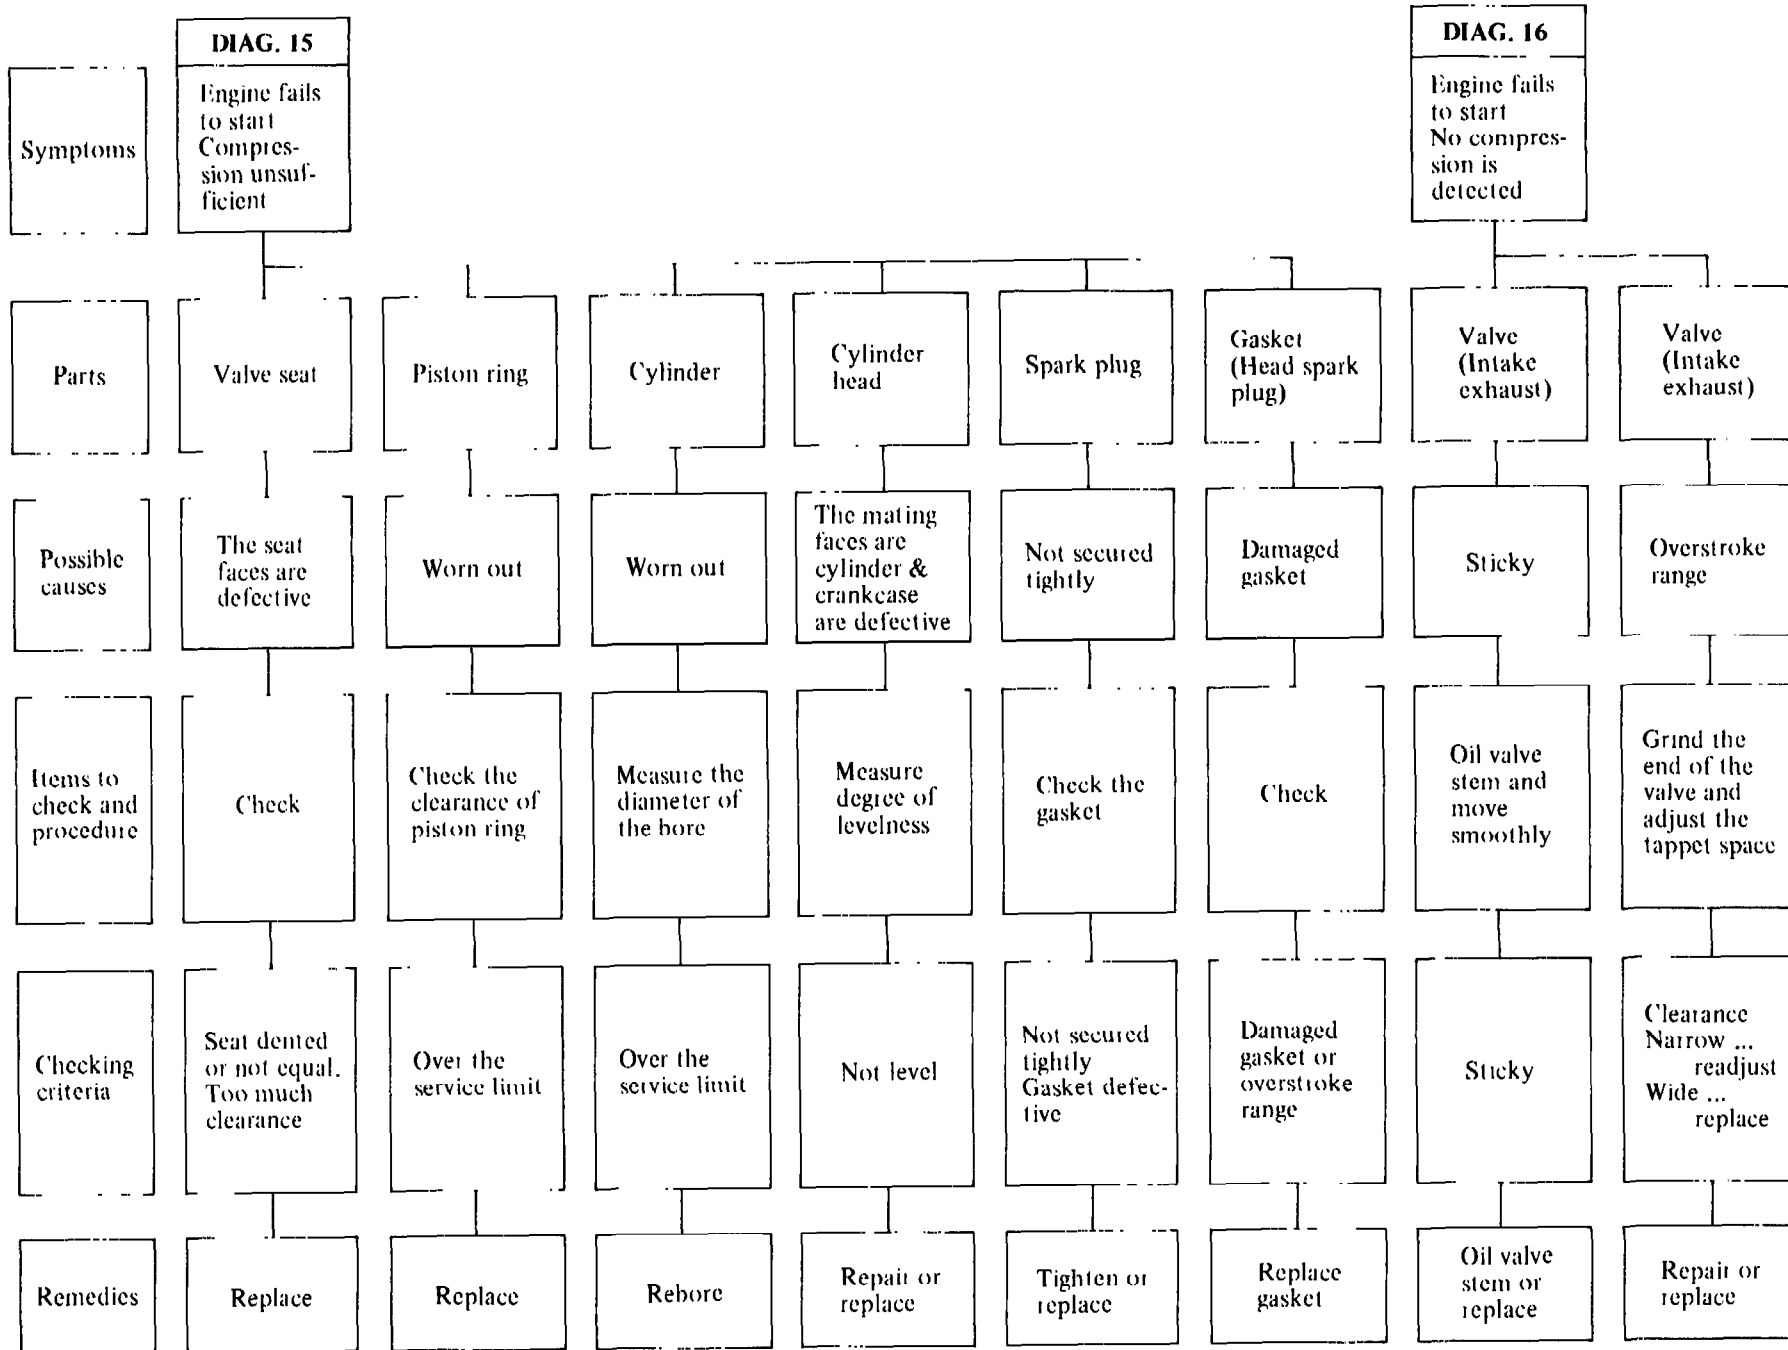 DIAG. 15
DIAG. 16
Symptoms
Engine fails
to start
Compres-
sion unsuf-
ficient
Engine fails
to start
No compres-
sion is
detected
Parts
Valve seat
Piston ring
Cylinder
Cylinder
head
Spark plug
Gasket
(Head spark
plug)
Valve
(Intake
exhaust)
Valve
(Intake
exhaust)
Possible
causes
The seat
faces are
defective
Worn out
Worn out
The mating
faces are
cylinder &
crankcase
are defective
Not secured
tightly
Damaged
gasket
Sticky
Overstroke
range
Items to
check and
procedure
Check
Check the
clearance of
piston ring
Measure the
diameter of
the bore
Measure
degree of
levelness
Check the
gasket
Check
Oil valve
stem and
move
smoothly
Grind the
end of the
valve and
adjust the
tappet space
Checking
criteria
Seat dented
or not equal.
Too much
clearance
Over the
service limit
Over the
service limit
Not level
Not secured
tightly
Gasket defec-
tive
Damaged
gasket or
overstroke
range
Sticky
Clearance
Narrow ...
readjust
Wide ...
replace
Remedies
Replace
Replace
Rebore
Repair or
replace
Tighten or
replace
Replace
gasket
Oil valve
stem or
replace
Repair or
replace